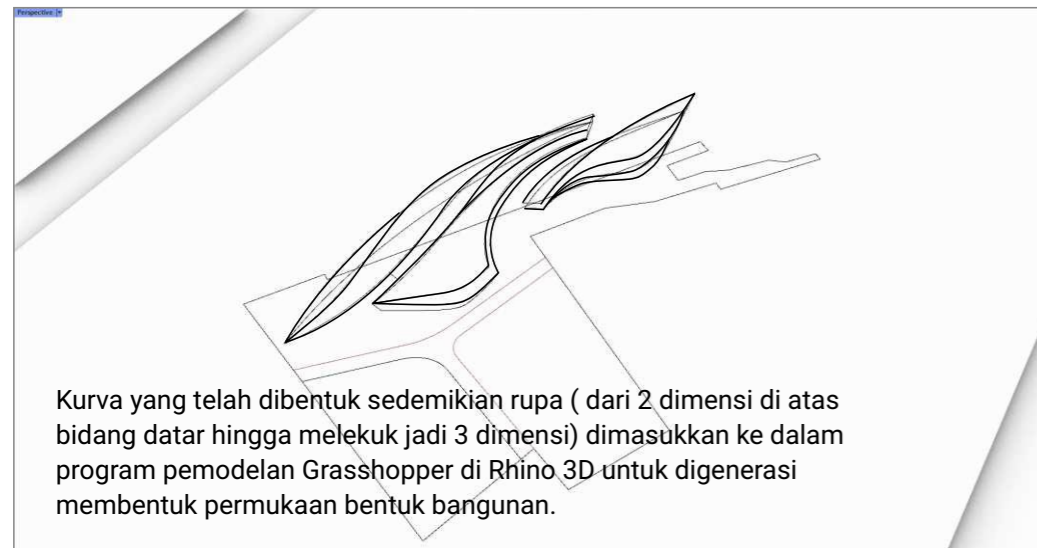 Perspective
Kurva yang telah dibentuk sedemikian rupa ( dari 2 dimensi di atas
bidang datar hingga melekuk jadi 3 dimensi) dimasukkan ke dalam
program pemodelan Grasshopper di Rhino 3D untuk digenerasi
membentuk permukaan bentuk bangunan.